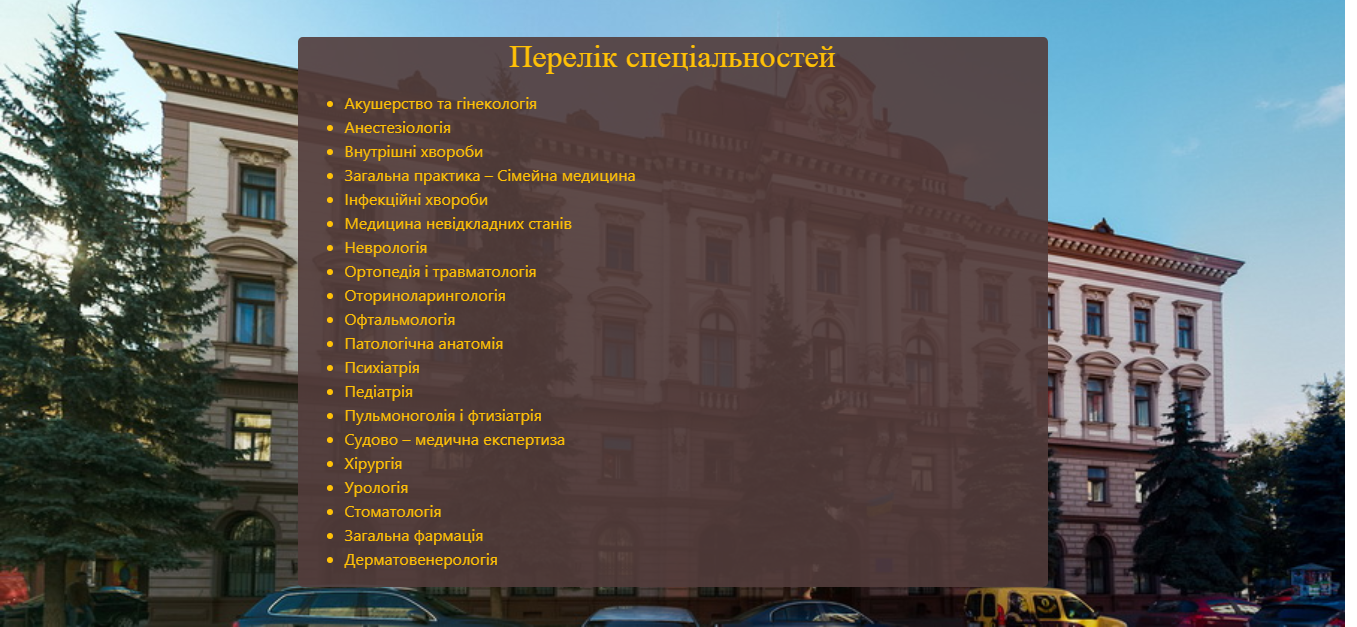 Перелік спеціальностей
Акушерство та гінекологія
Анестезіологія
Внутрішні хвороби
Загальна практика – Сімейна медицина
Інфекційні хвороби
Медицина невідкладних станів
Неврологія
Ортопедія і травматологія
Оториноларингологія
Офтальмологія
Патологічна анатомія
Психіатрія
Педіатрія
Пульмоноголія і фтизіатрія
Судово – медична експертиза
Хірургія
Урологія
Стоматологія
Загальна фармація
Дерматовенерологія